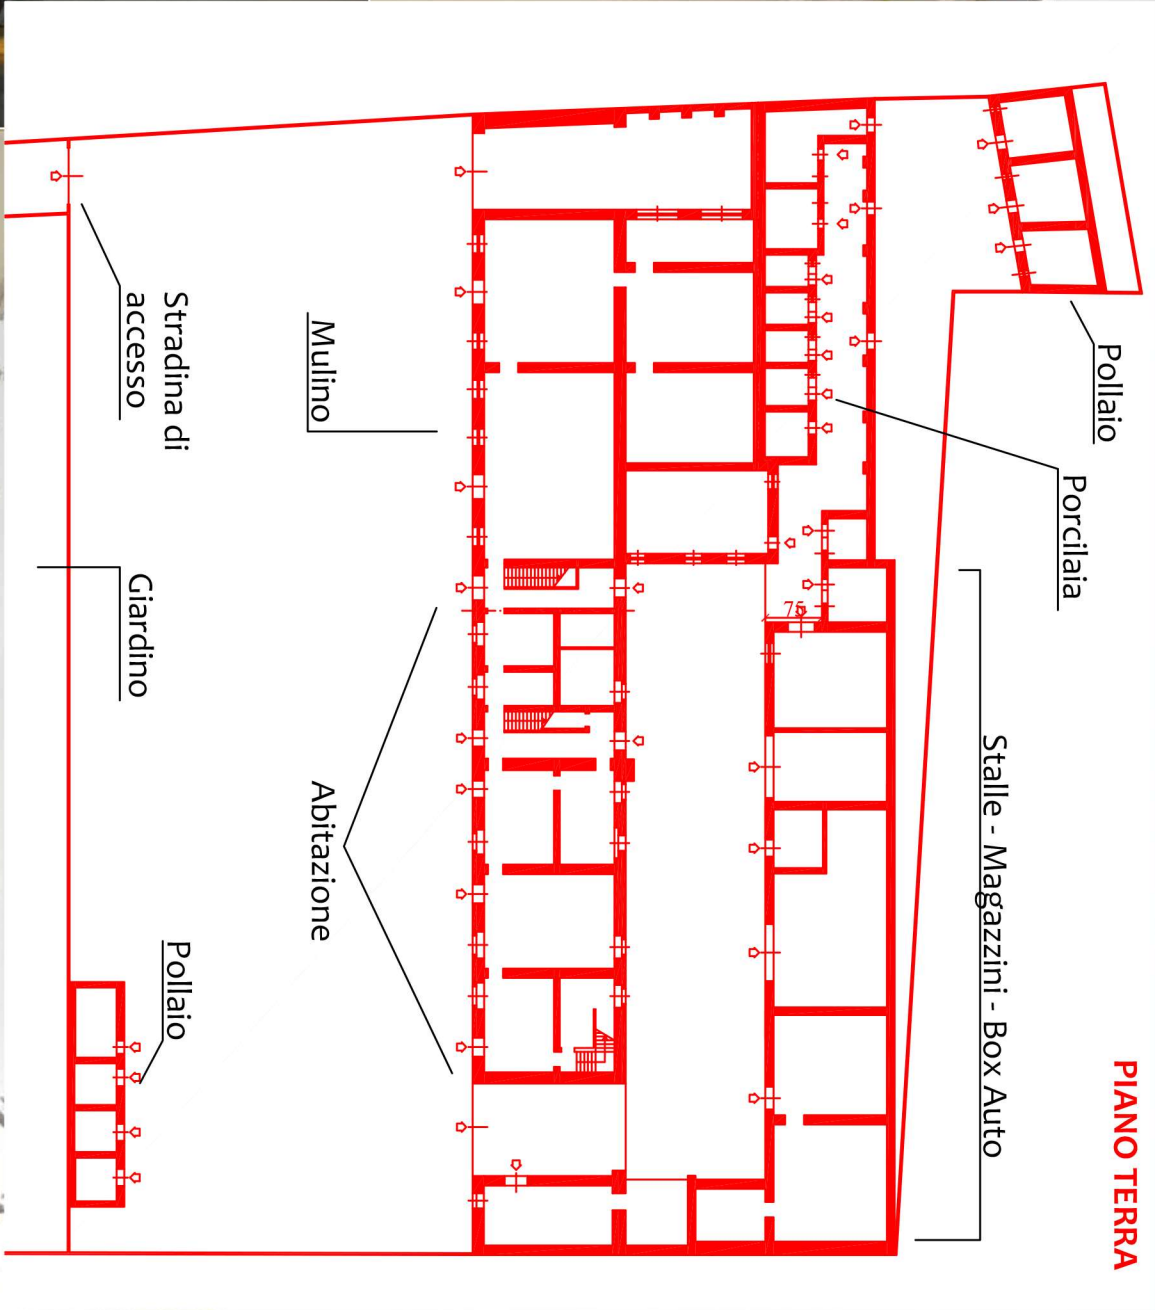 PIANO TERRA
Pollaio
Porcilaia
Stalle - Magazzini - Box Auto
75
Mulino
Abitazione
Stradina di
accesso
Pollaio
Giardino